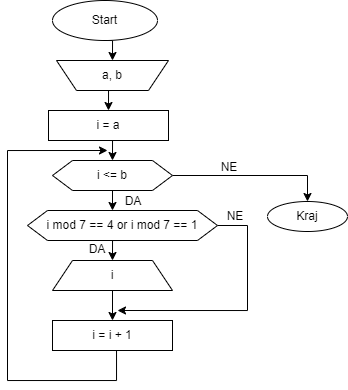 Start
a, b
i = a
i <= b
NE
DA
Kraj
i mod 7 == 4 or i mod 7 == 1
NE
DA
i
i = i + 1